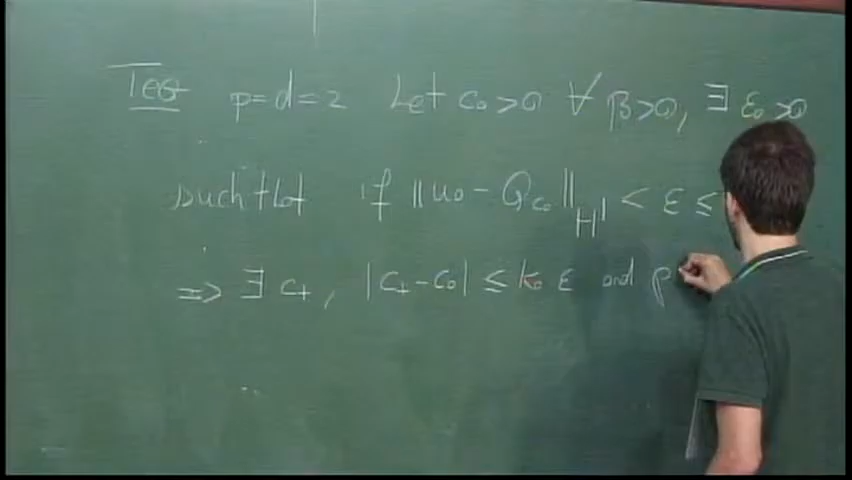 Teo p=d=2 Let c₀>0 ∀ β>0, ∃ ε₀>0
such that if ‖u₀ - Q_{c₀}‖_{H¹} < ε ≤
=> ∃ c₊, |c₊-c₀| ≤ k₀ ε and ρ